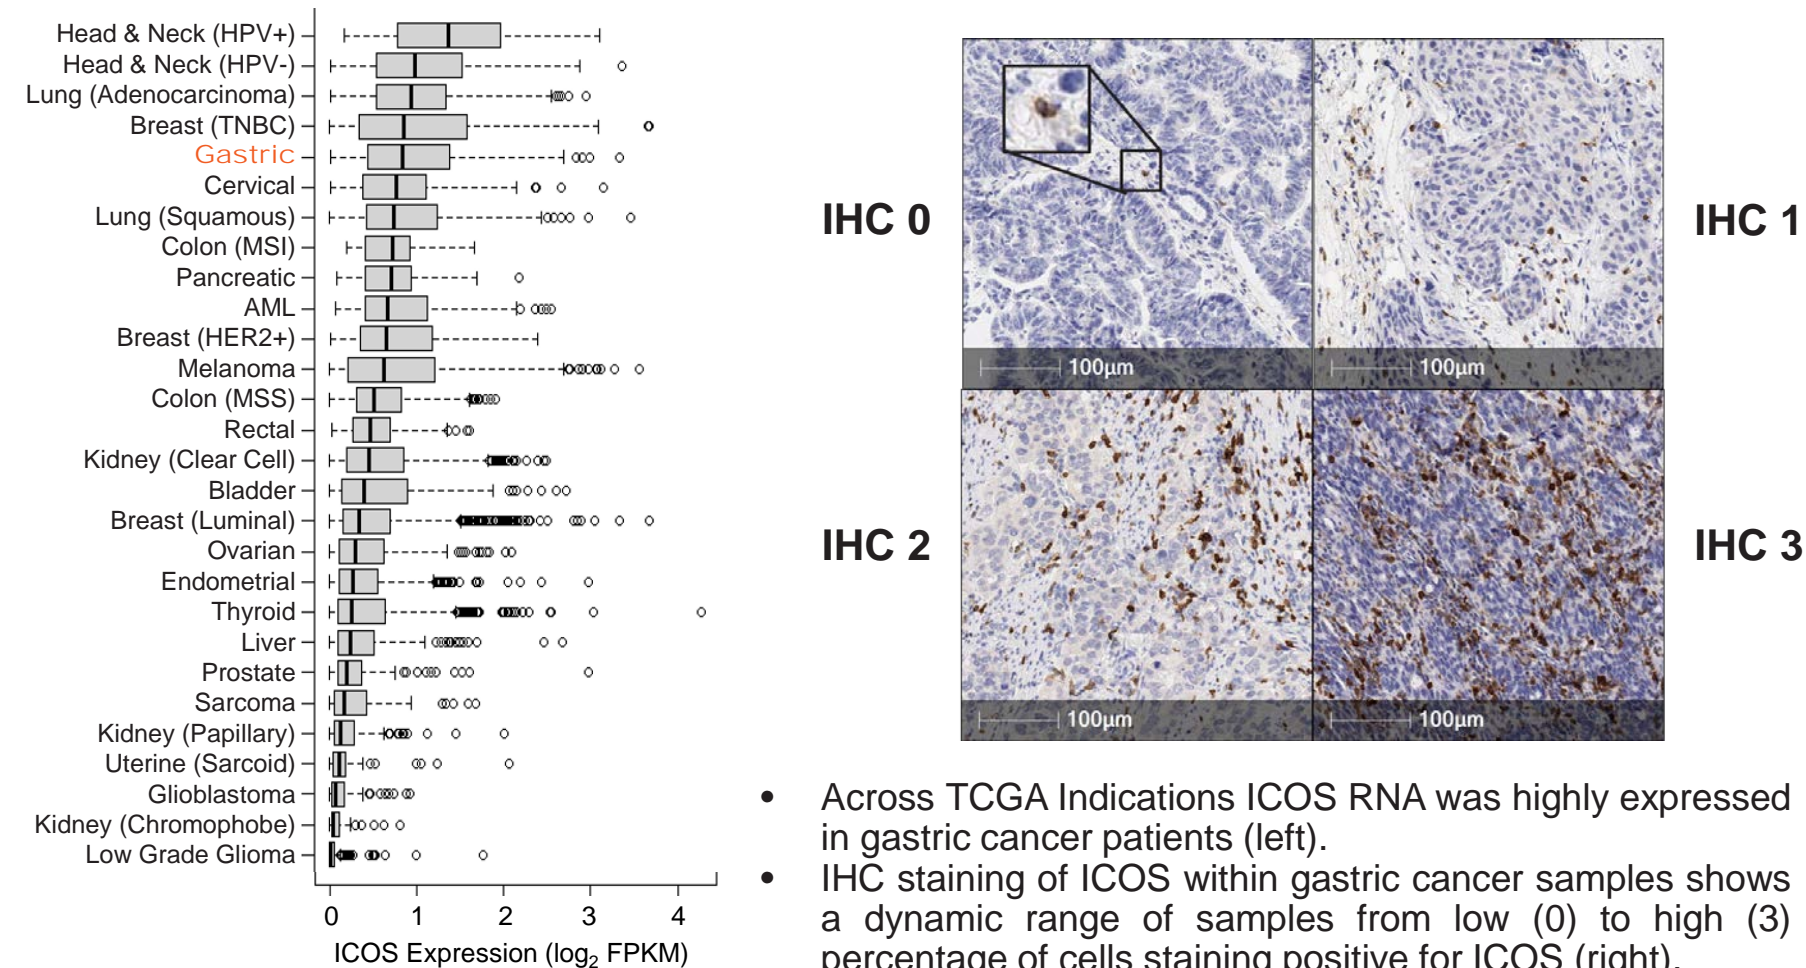 Head & Neck (HPV+)
Head & Neck (HPV-)
Lung (Adenocarcinoma)
Breast (TNBC)
Gastric
Cervical
Lung (Squamous)
Colon (MSI)
Pancreatic
AML
Breast (HER2+)
Melanoma
Colon (MSS)
Rectal
Kidney (Clear Cell)
Bladder
Breast (Luminal)
Ovarian
Endometrial
Thyroid
Liver
Prostate
Sarcoma
Kidney (Papillary)
Uterine (Sarcoid)
Glioblastoma
Kidney (Chromophobe)
Low Grade Glioma
0 1 2 3 4
ICOS Expression (log₂ FPKM)
IHC 0
IHC 1
100µm
100µm
IHC 2
IHC 3
100µm
100µm
• Across TCGA Indications ICOS RNA was highly expressed
in gastric cancer patients (left).
• IHC staining of ICOS within gastric cancer samples shows
a dynamic range of samples from low (0) to high (3)
percentage of cells staining positive for ICOS (right).